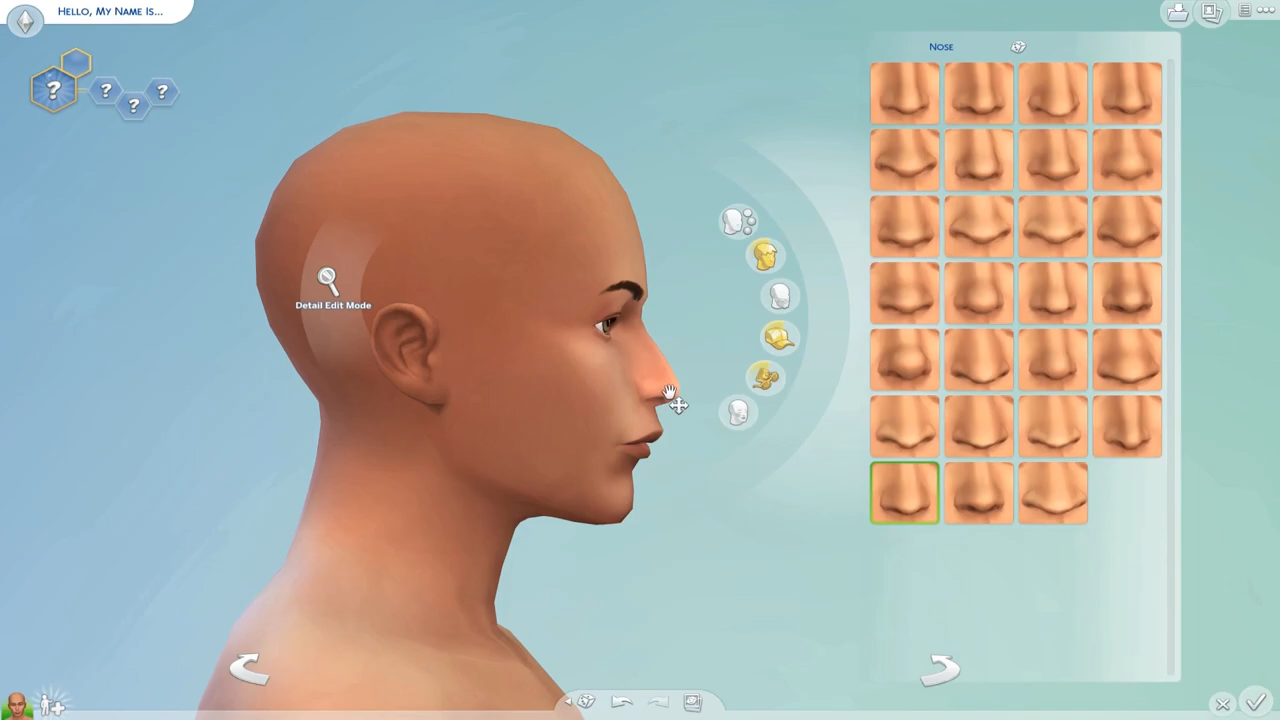 Hello, My Name Is...
?
? ? ?
Nose
Detail Edit Mode